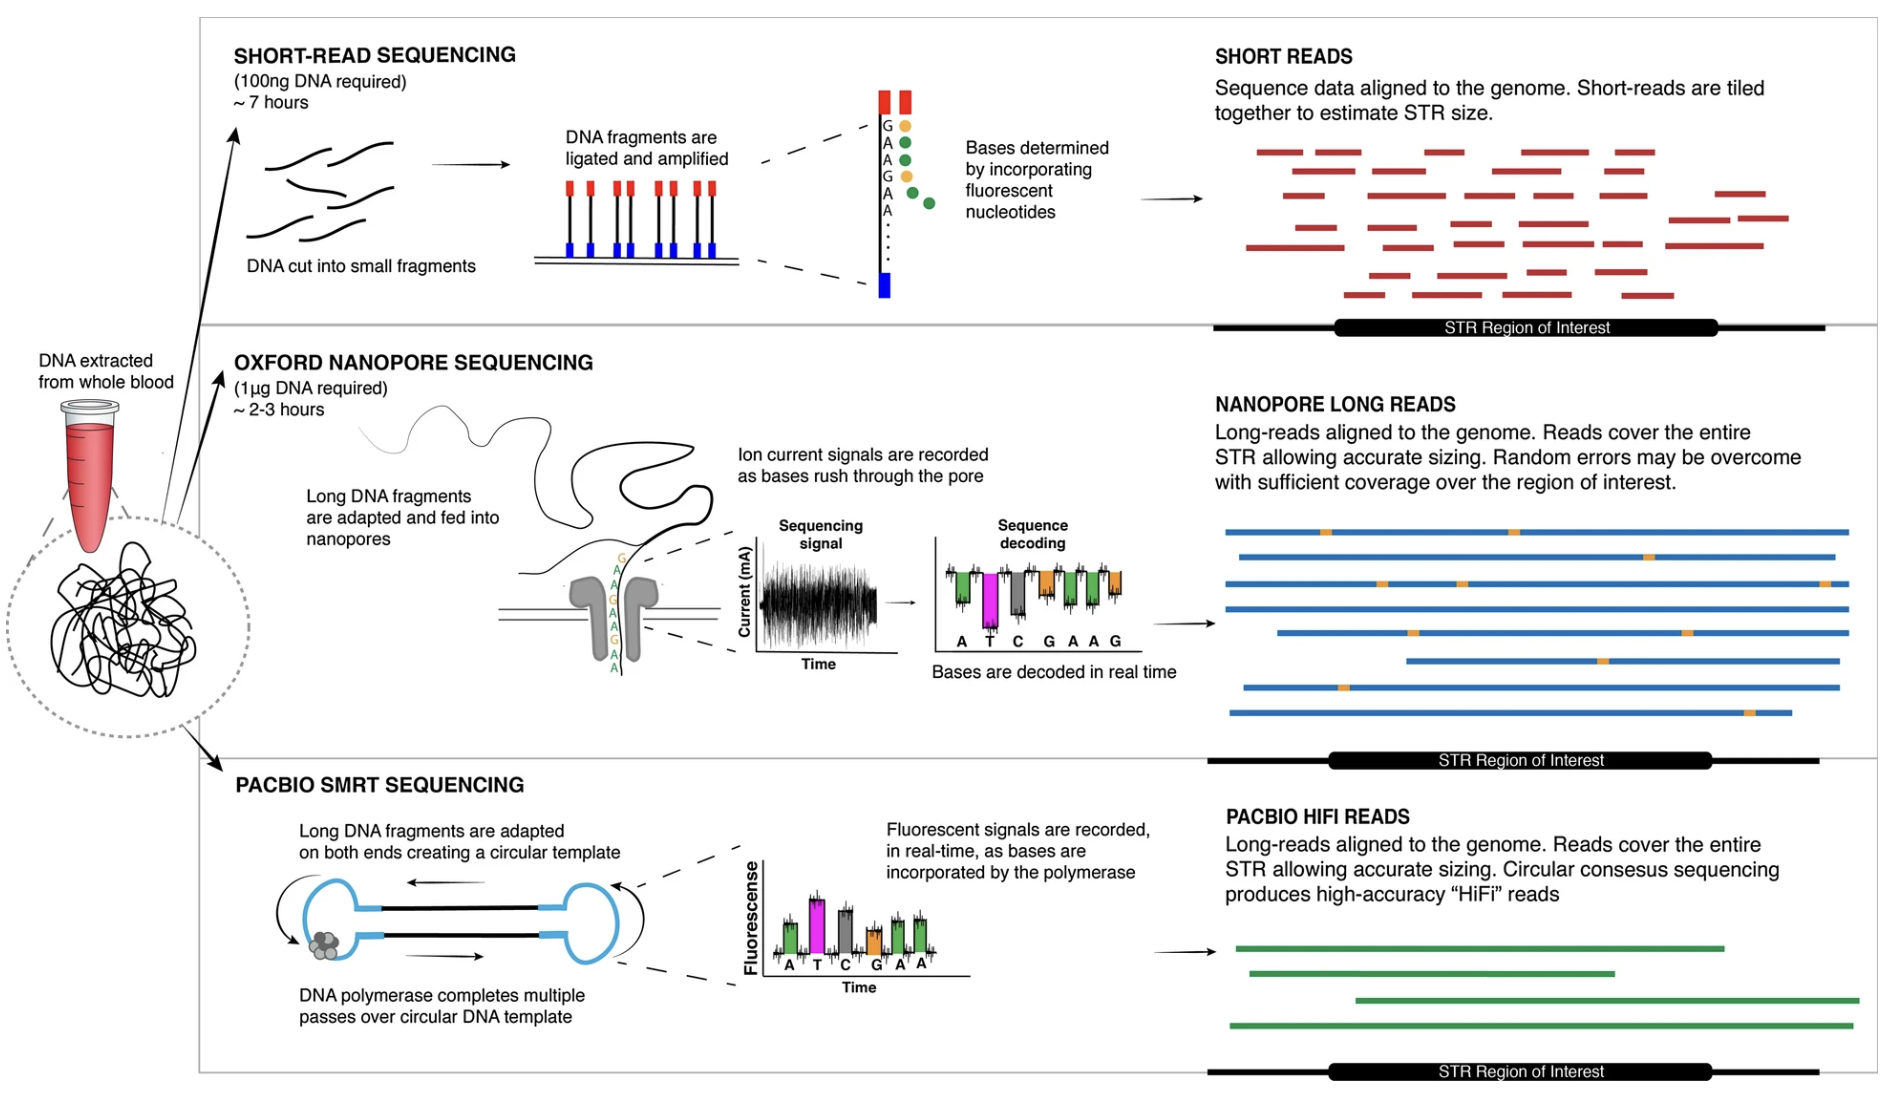 SHORT-READ SEQUENCING
(100ng DNA required)
~ 7 hours
DNA cut into small fragments
DNA fragments are
ligated and amplified
G
A
A
G
A
A
Bases determined
by incorporating
fluorescent
nucleotides
SHORT READS
Sequence data aligned to the genome. Short-reads are tiled
together to estimate STR size.
STR Region of Interest
DNA extracted
from whole blood
OXFORD NANOPORE SEQUENCING
(1µg DNA required)
~ 2-3 hours
Long DNA fragments
are adapted and fed into
nanopores
G
A
A
G
A
A
G
A
A
Ion current signals are recorded
as bases rush through the pore
Sequencing
signal
Current (mA)
Time
Sequence
decoding
A T C G A A G
Bases are decoded in real time
NANOPORE LONG READS
Long-reads aligned to the genome. Reads cover the entire
STR allowing accurate sizing. Random errors may be overcome
with sufficient coverage over the region of interest.
STR Region of Interest
PACBIO SMRT SEQUENCING
Long DNA fragments are adapted
on both ends creating a circular template
DNA polymerase completes multiple
passes over circular DNA template
Fluorescent signals are recorded,
in real-time, as bases are
incorporated by the polymerase
Fluorescense
A T C G A A
Time
PACBIO HIFI READS
Long-reads aligned to the genome. Reads cover the entire
STR allowing accurate sizing. Circular consesus sequencing
produces high-accuracy “HiFi” reads
STR Region of Interest